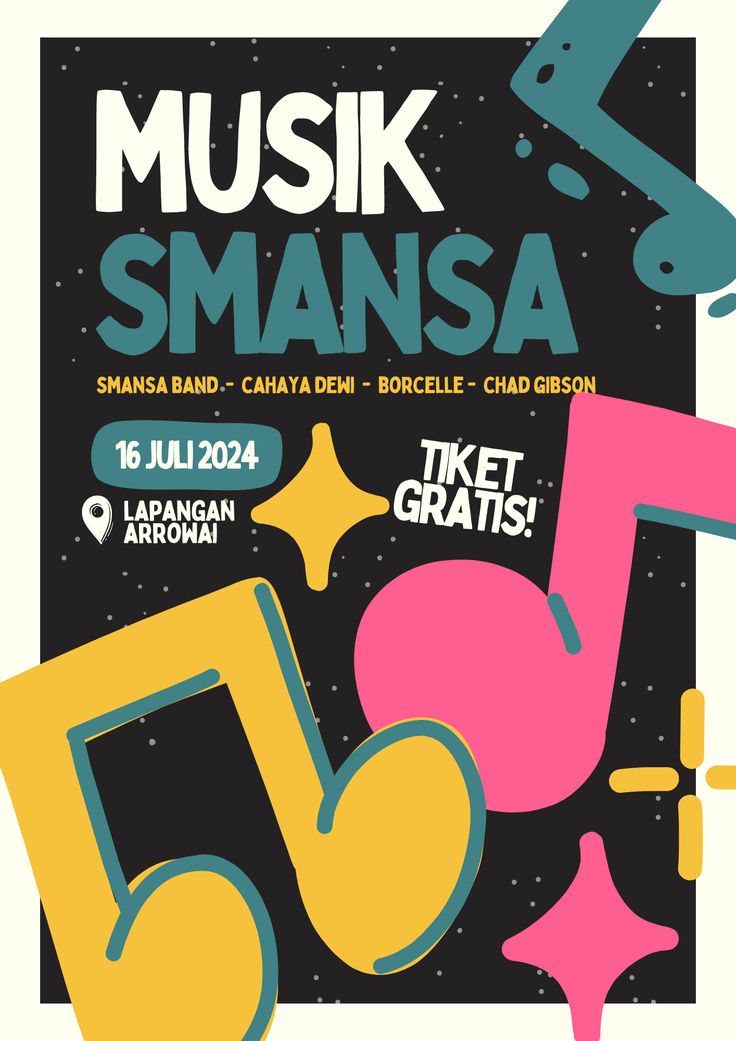 MUSIK
SMANSA
SMANSA BAND - CAHAYA DEWI - BORCELLE - CHAD GIBSON
16 JULI 2024
LAPANGAN
ARROWAI
TIKET
GRATIS!